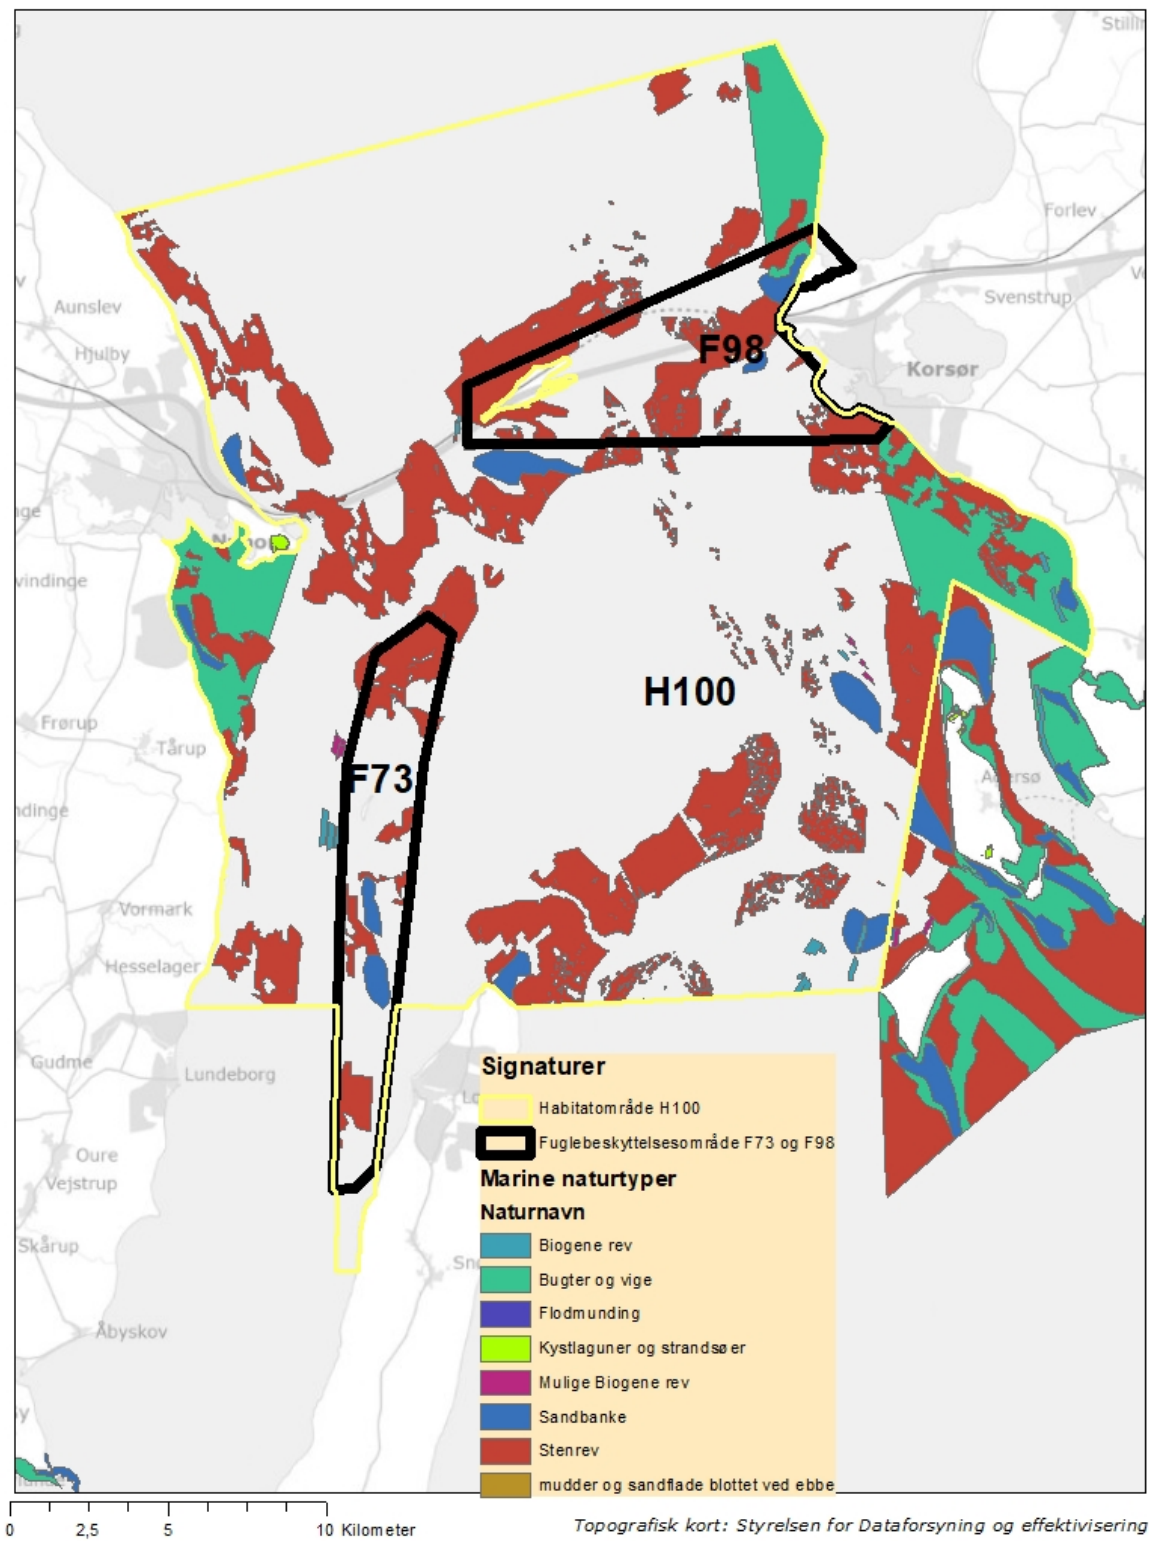 Forlev
Aunslev
Svenstrup
Hjulby
F98
Korsør
vindinge
H100
Frørup
Tårup
F73
ndinge
Vormark
Hesselager
Gudme
Lundeborg
Signaturer
Habitatområde H100
Fuglebeskyttelsesområde F73 og F98
Oure
Vejstrup
Marine naturtyper
Naturnavn
Skårup
Biogene rev
Bugter og vige
Flodmunding
Åbyskov
Kystlaguner og strandsøer
Mulige Biogene rev
Sandbanke
Stenrev
mudder og sandflade blottet ved ebbe
0 2,5 5 10 Kilometer
Topografisk kort: Styrelsen for Dataforsyning og effektivisering